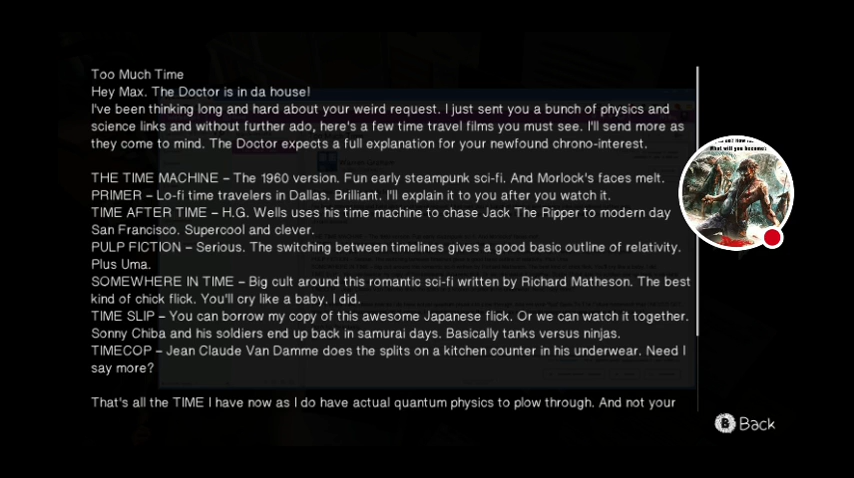 Too Much Time
Hey Max. The Doctor is in da house!
I've been thinking long and hard about your weird request. I just sent you a bunch of physics and
science links and without further ado, here's a few time travel films you must see. I'll send more as
they come to mind. The Doctor expects a full explanation for your newfound chrono-interest.
THE TIME MACHINE – The 1960 version. Fun early steampunk sci-fi. And Morlock's faces melt.
PRIMER – Lo-fi time travelers in Dallas. Brilliant. I'll explain it to you after you watch it.
TIME AFTER TIME – H.G. Wells uses his time machine to chase Jack The Ripper to modern day
San Francisco. Supercool and clever.
PULP FICTION – Serious. The switching between timelines gives a good basic outline of relativity.
Plus Uma.
SOMEWHERE IN TIME – Big cult around this romantic sci-fi written by Richard Matheson. The best
kind of chick flick. You'll cry like a baby. I did.
TIME SLIP – You can borrow my copy of this awesome Japanese flick. Or we can watch it together.
Sonny Chiba and his soldiers end up back in samurai days. Basically tanks versus ninjas.
TIMECOP – Jean Claude Van Damme does the splits on a kitchen counter in his underwear. Need I
say more?
That's all the TIME I have now as I do have actual quantum physics to plow through. And not your
What will you become?
B Back